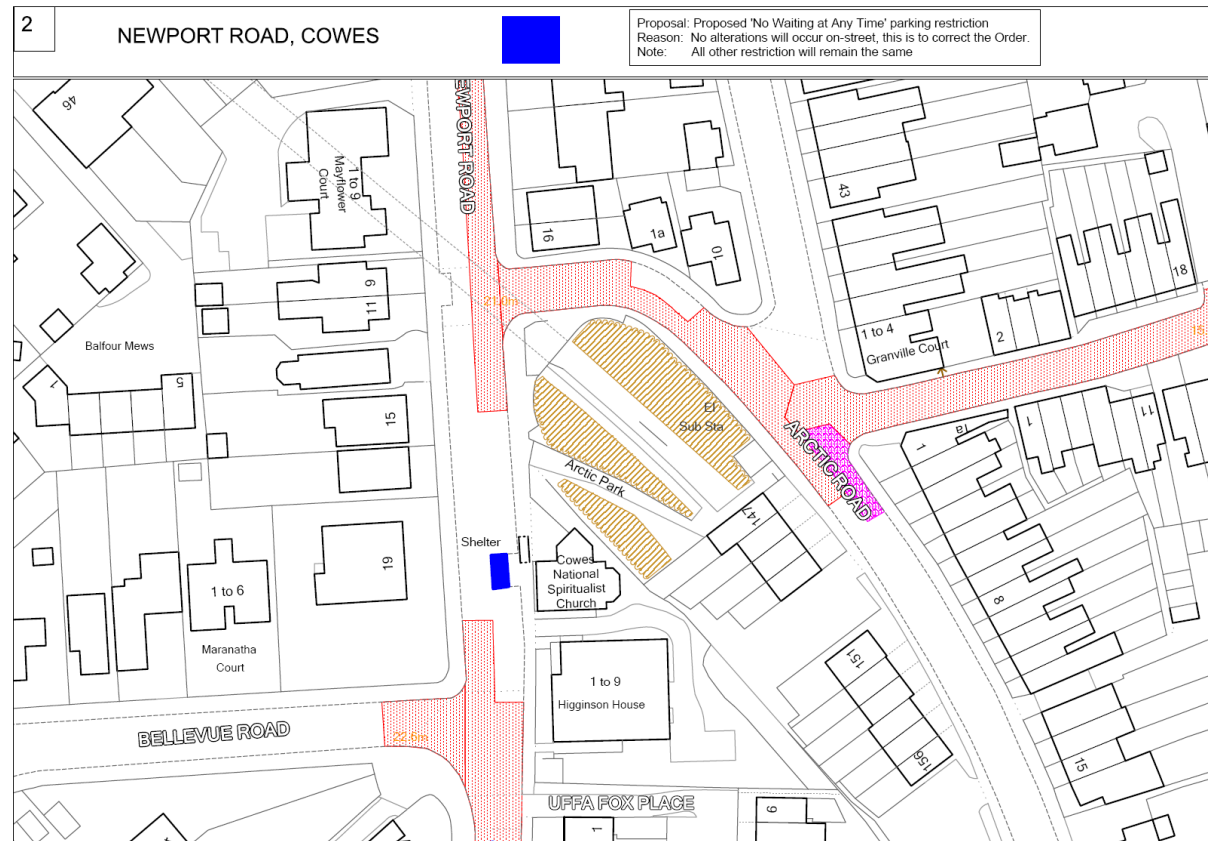 2
NEWPORT ROAD, COWES
Proposal: Proposed 'No Waiting at Any Time' parking restriction
Reason: No alterations will occur on-street, this is to correct the Order.
Note: All other restriction will remain the same
46
1 to 9
Mayflower
Court
EWPORT ROAD
16
1a
10
43
18
9
11
21.0m
1 to 4
Granville Court
2
15
Balfour Mews
1
5
15
El
Sub Sta
ARCTIC ROAD
1
1a
1
11
Arctic Park
147
Shelter
Cowes
National
Spiritualist
Church
19
1 to 6
Maranatha
Court
8
151
156
1 to 9
Higginson House
BELLEVUE ROAD
22.6m
15
UFFA FOX PLACE
1
9